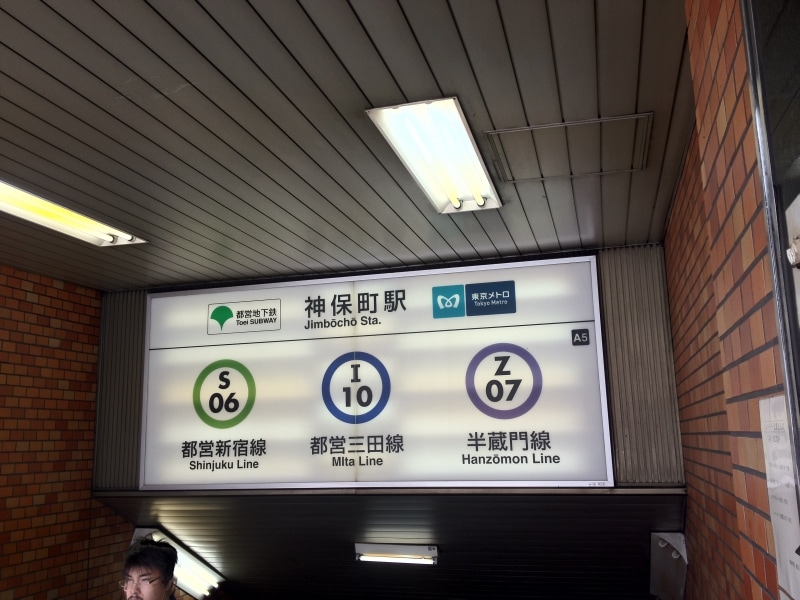 都営地下鉄
Toei SUBWAY
神保町駅
Jimbōchō Sta.
東京メトロ
Tokyo Metro
A5
S
06
I
10
Z
07
都営新宿線
Shinjuku Line
都営三田線
MIta Line
半蔵門線
Hanzōmon Line